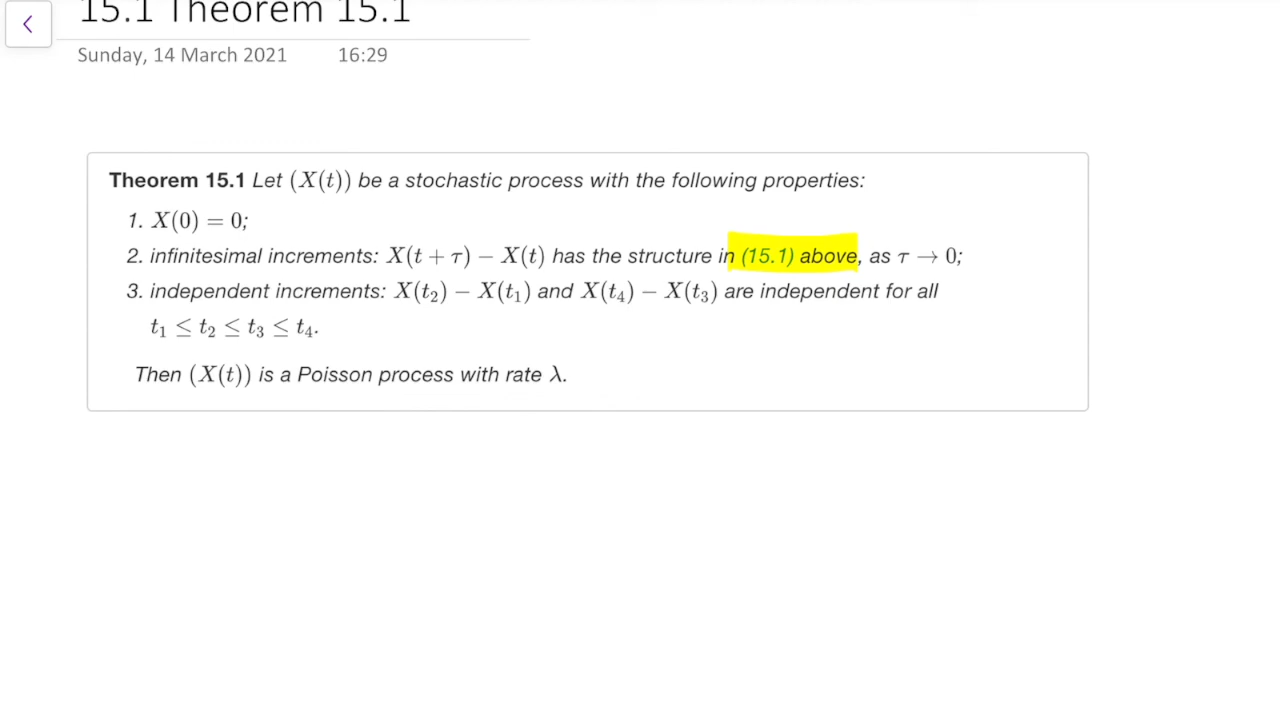 15.1 Theorem 15.1
Sunday, 14 March 2021 16:29
Theorem 15.1 Let (X(t)) be a stochastic process with the following properties:
1. X(0) = 0;
2. infinitesimal increments: X(t + τ) − X(t) has the structure in (15.1) above, as τ → 0;
3. independent increments: X(t₂) − X(t₁) and X(t₄) − X(t₃) are independent for all
t₁ ≤ t₂ ≤ t₃ ≤ t₄.
Then (X(t)) is a Poisson process with rate λ.